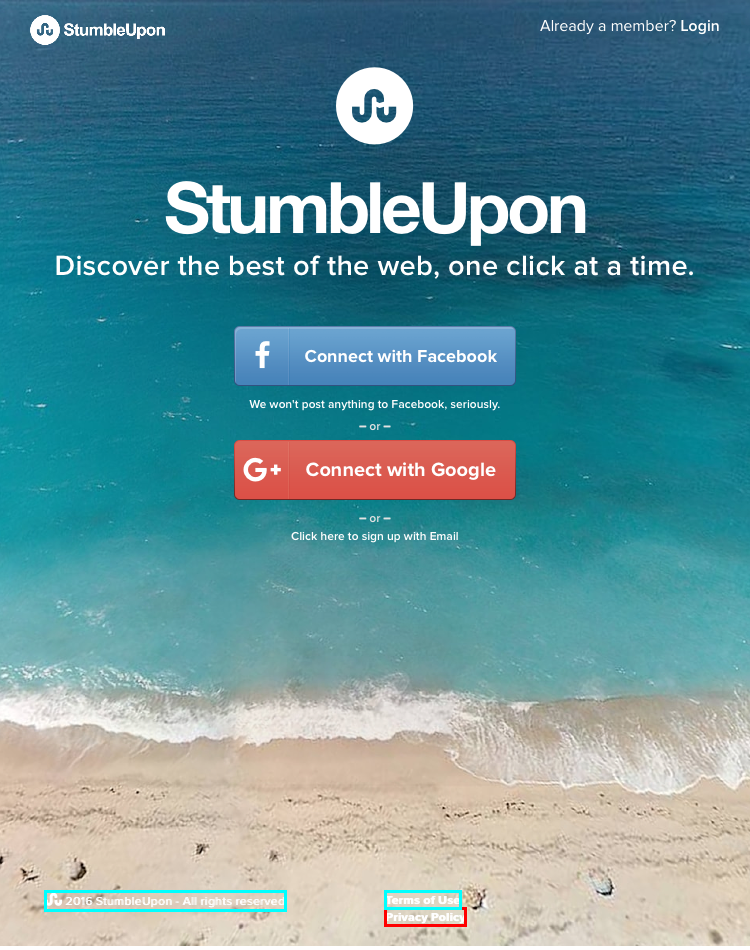 StumbleUpon
Already a member? Login
StumbleUpon
Discover the best of the web, one click at a time.
Connect with Facebook
We won't post anything to Facebook, seriously.
– or –
G+ Connect with Google
– or –
Click here to sign up with Email
2016 StumbleUpon - All rights reserved
Terms of Use
Privacy Policy